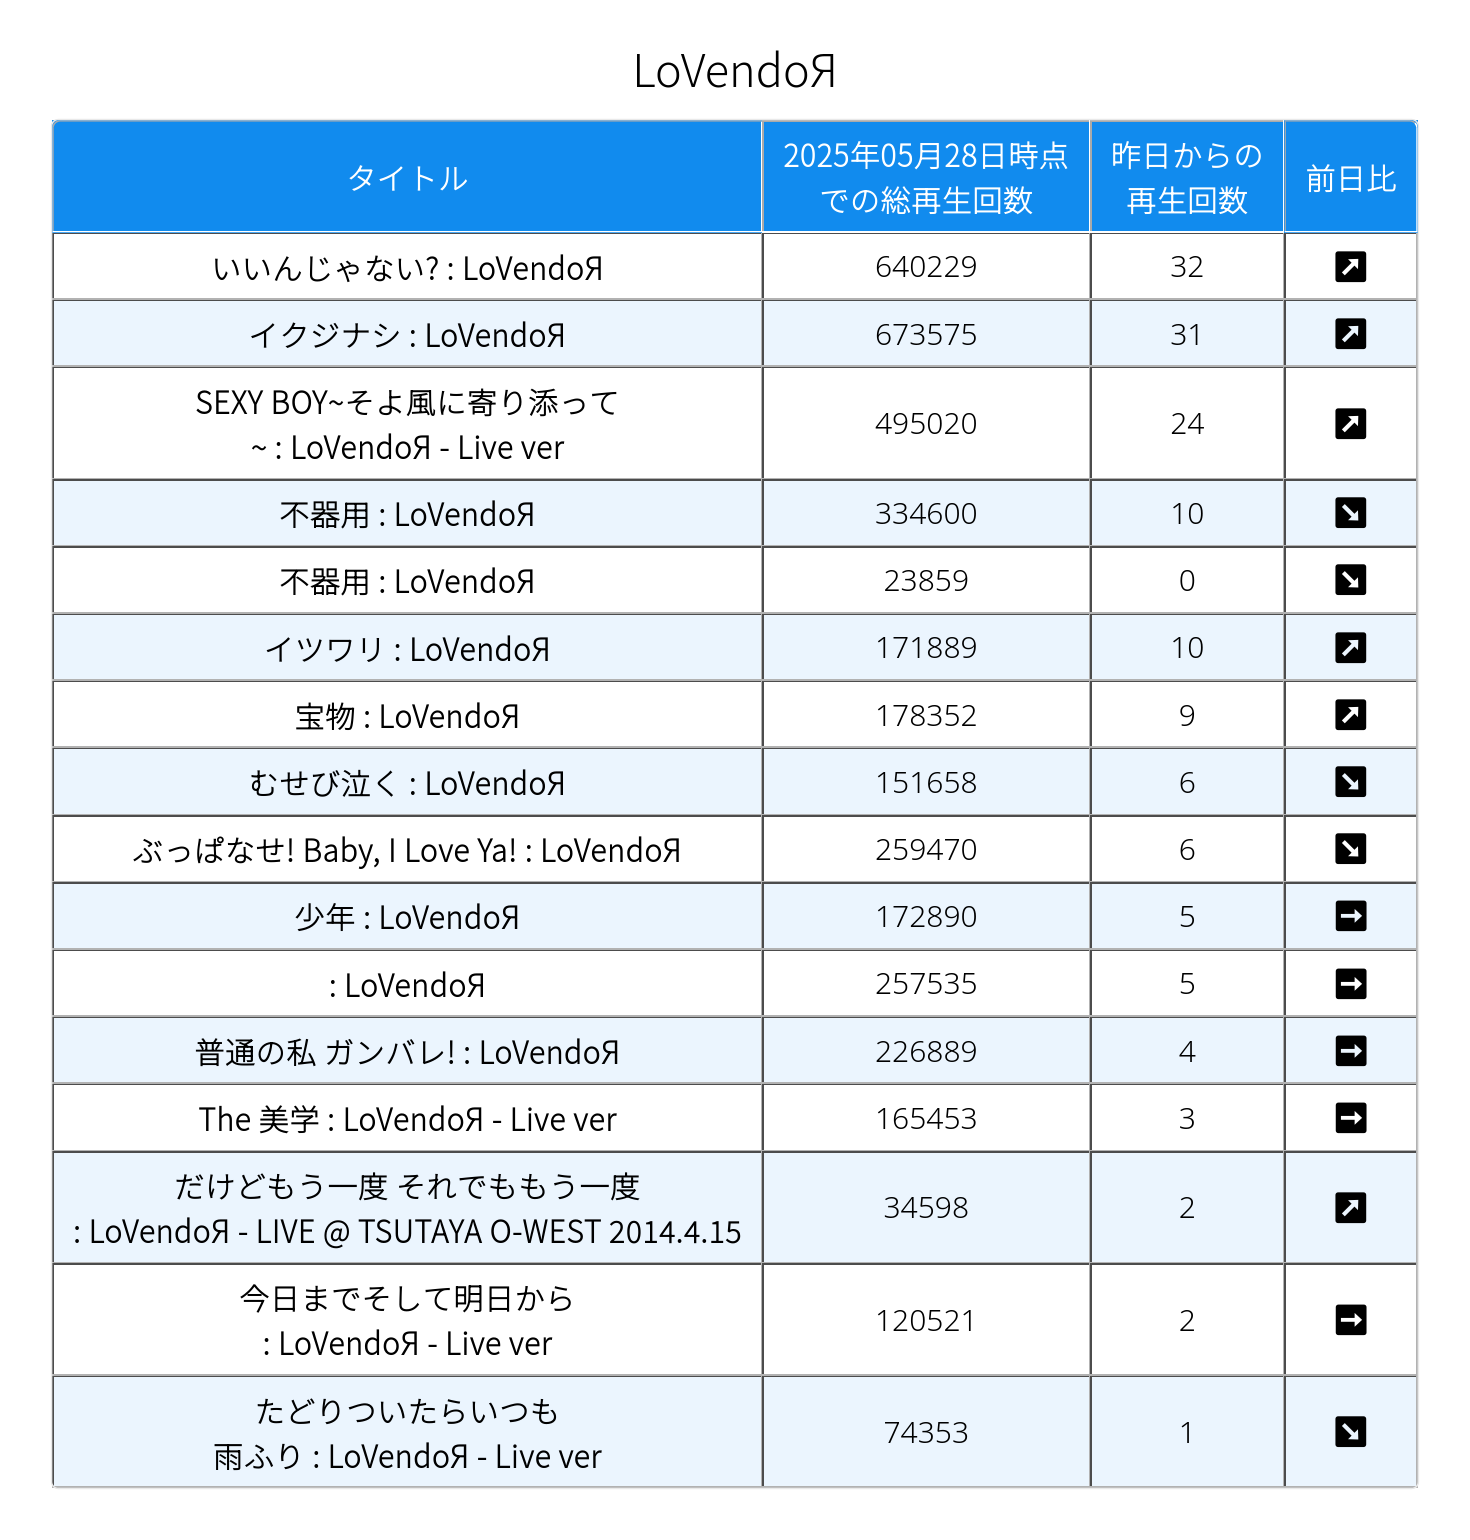 LoVendoЯ
タイトル
2025年05月28日時点
での総再生回数
昨日からの
再生回数
前日比
いいんじゃない? : LoVendoЯ 640229 32
イクジナシ : LoVendoЯ 673575 31
SEXY BOY~そよ風に寄り添って
~ : LoVendoЯ - Live ver 495020 24
不器用 : LoVendoЯ 334600 10
不器用 : LoVendoЯ 23859 0
イツワリ : LoVendoЯ 171889 10
宝物 : LoVendoЯ 178352 9
むせび泣く : LoVendoЯ 151658 6
ぶっぱなせ! Baby, I Love Ya! : LoVendoЯ 259470 6
少年 : LoVendoЯ 172890 5
: LoVendoЯ 257535 5
普通の私 ガンバレ! : LoVendoЯ 226889 4
The 美学 : LoVendoЯ - Live ver 165453 3
だけどもう一度 それでももう一度
: LoVendoЯ - LIVE @ TSUTAYA O-WEST 2014.4.15 34598 2
今日までそして明日から
: LoVendoЯ - Live ver 120521 2
たどりついたらいつも
雨ふり : LoVendoЯ - Live ver 74353 1